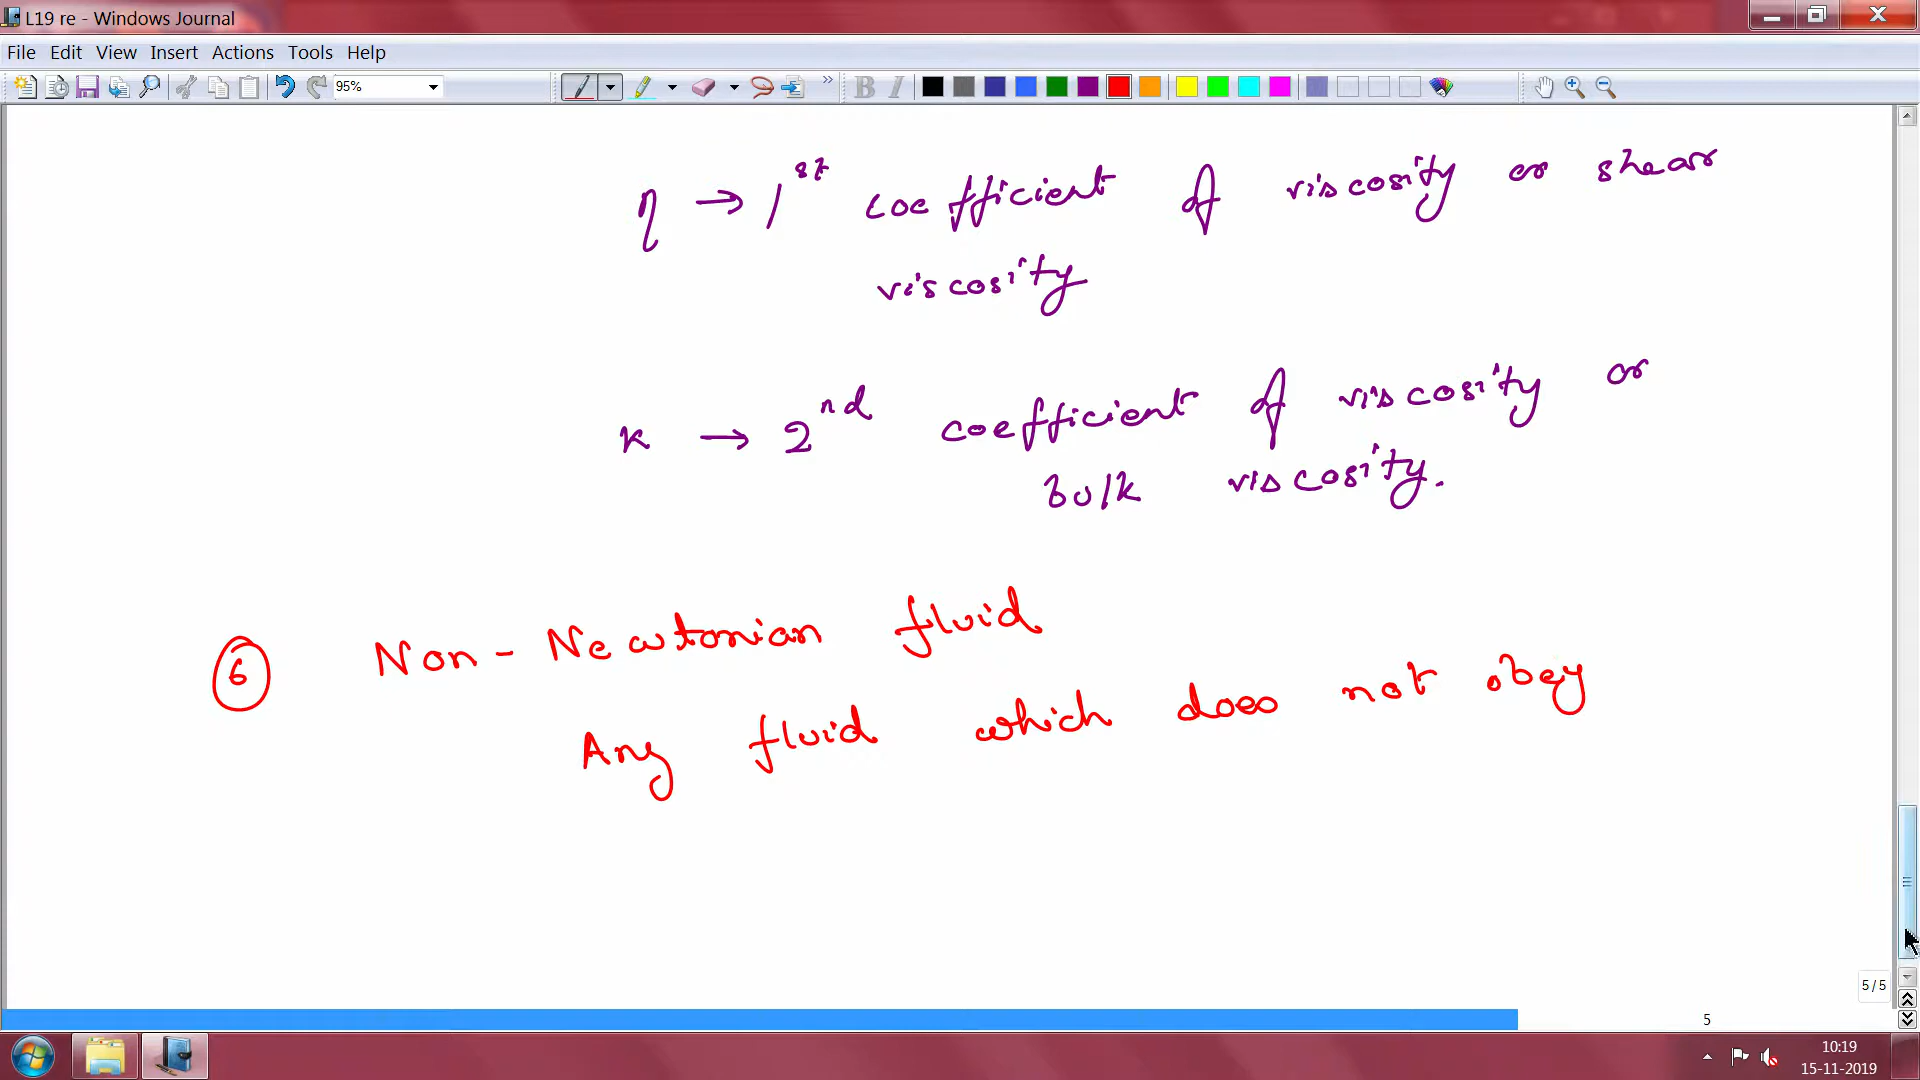 L19 re - Windows Journal
File Edit View Insert Actions Tools Help
95%
η → 1st coefficient of viscosity or shear
viscosity
κ → 2nd coefficient of viscosity or
bulk viscosity.
6 Non-Newtonian fluid
Any fluid which does not obey
5/5
5
10:19
15-11-2019